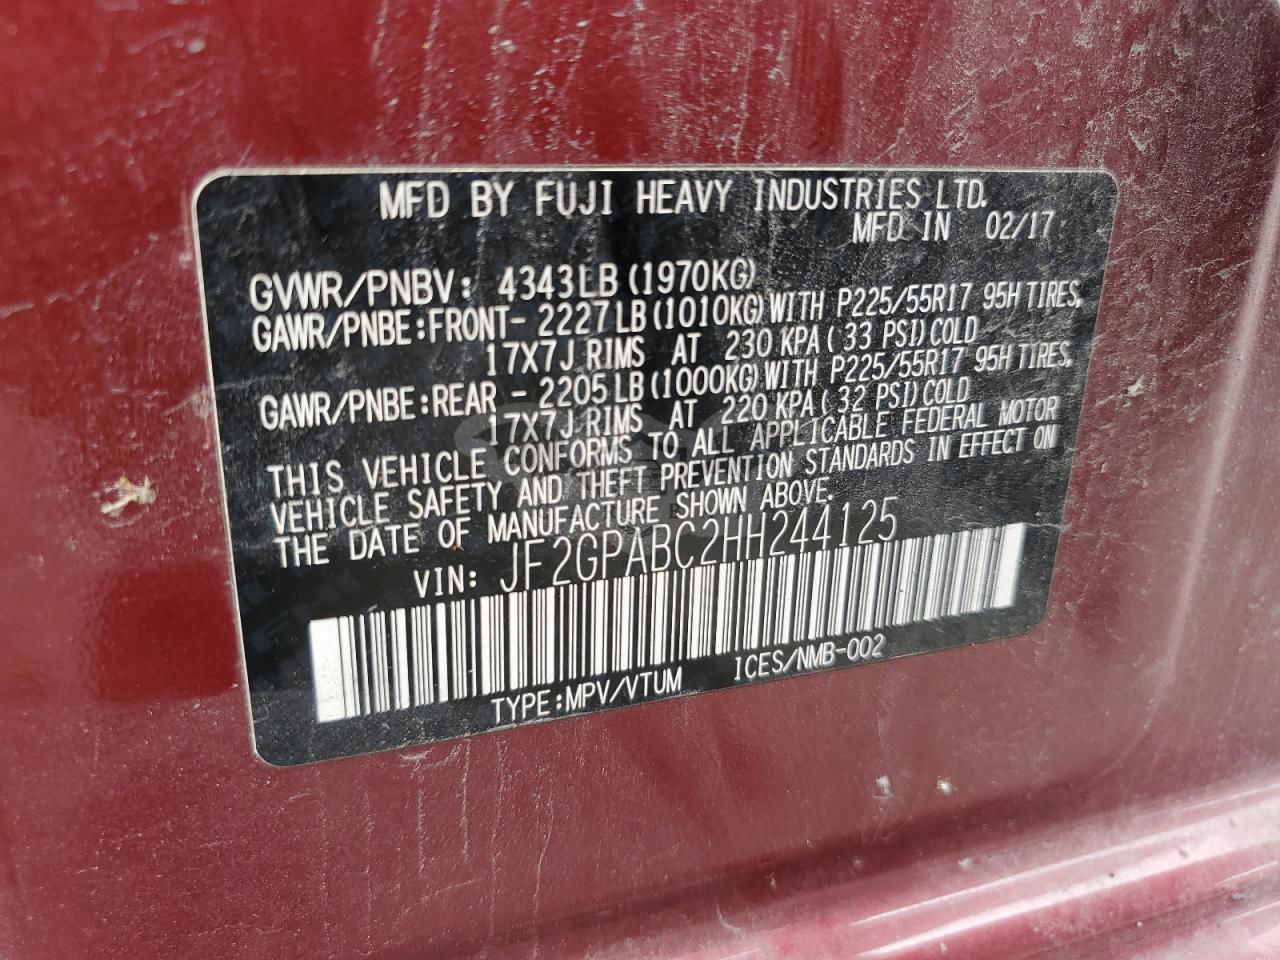 MFD BY FUJI HEAVY INDUSTRIES LTD.
MFD IN 02/17
GVWR/PNBV: 4343LB (1970KG)
GAWR/PNBE:FRONT- 2227LB(1010KG)WITH P225/55R17 95H TIRES,
17X7J RIMS AT 230 KPA( 33 PSI)COLD
GAWR/PNBE:REAR - 2205LB(1000KG)WITH P225/55R17 95H TIRES,
17X7J RIMS AT 220 KPA( 32 PSI)COLD
THIS VEHICLE CONFORMS TO ALL APPLICABLE FEDERAL MOTOR
VEHICLE SAFETY AND THEFT PREVENTION STANDARDS IN EFFECT ON
THE DATE OF MANUFACTURE SHOWN ABOVE.
VIN: JF2GPABC2HH244125
TYPE:MPV/VTUM ICES/NMB-002